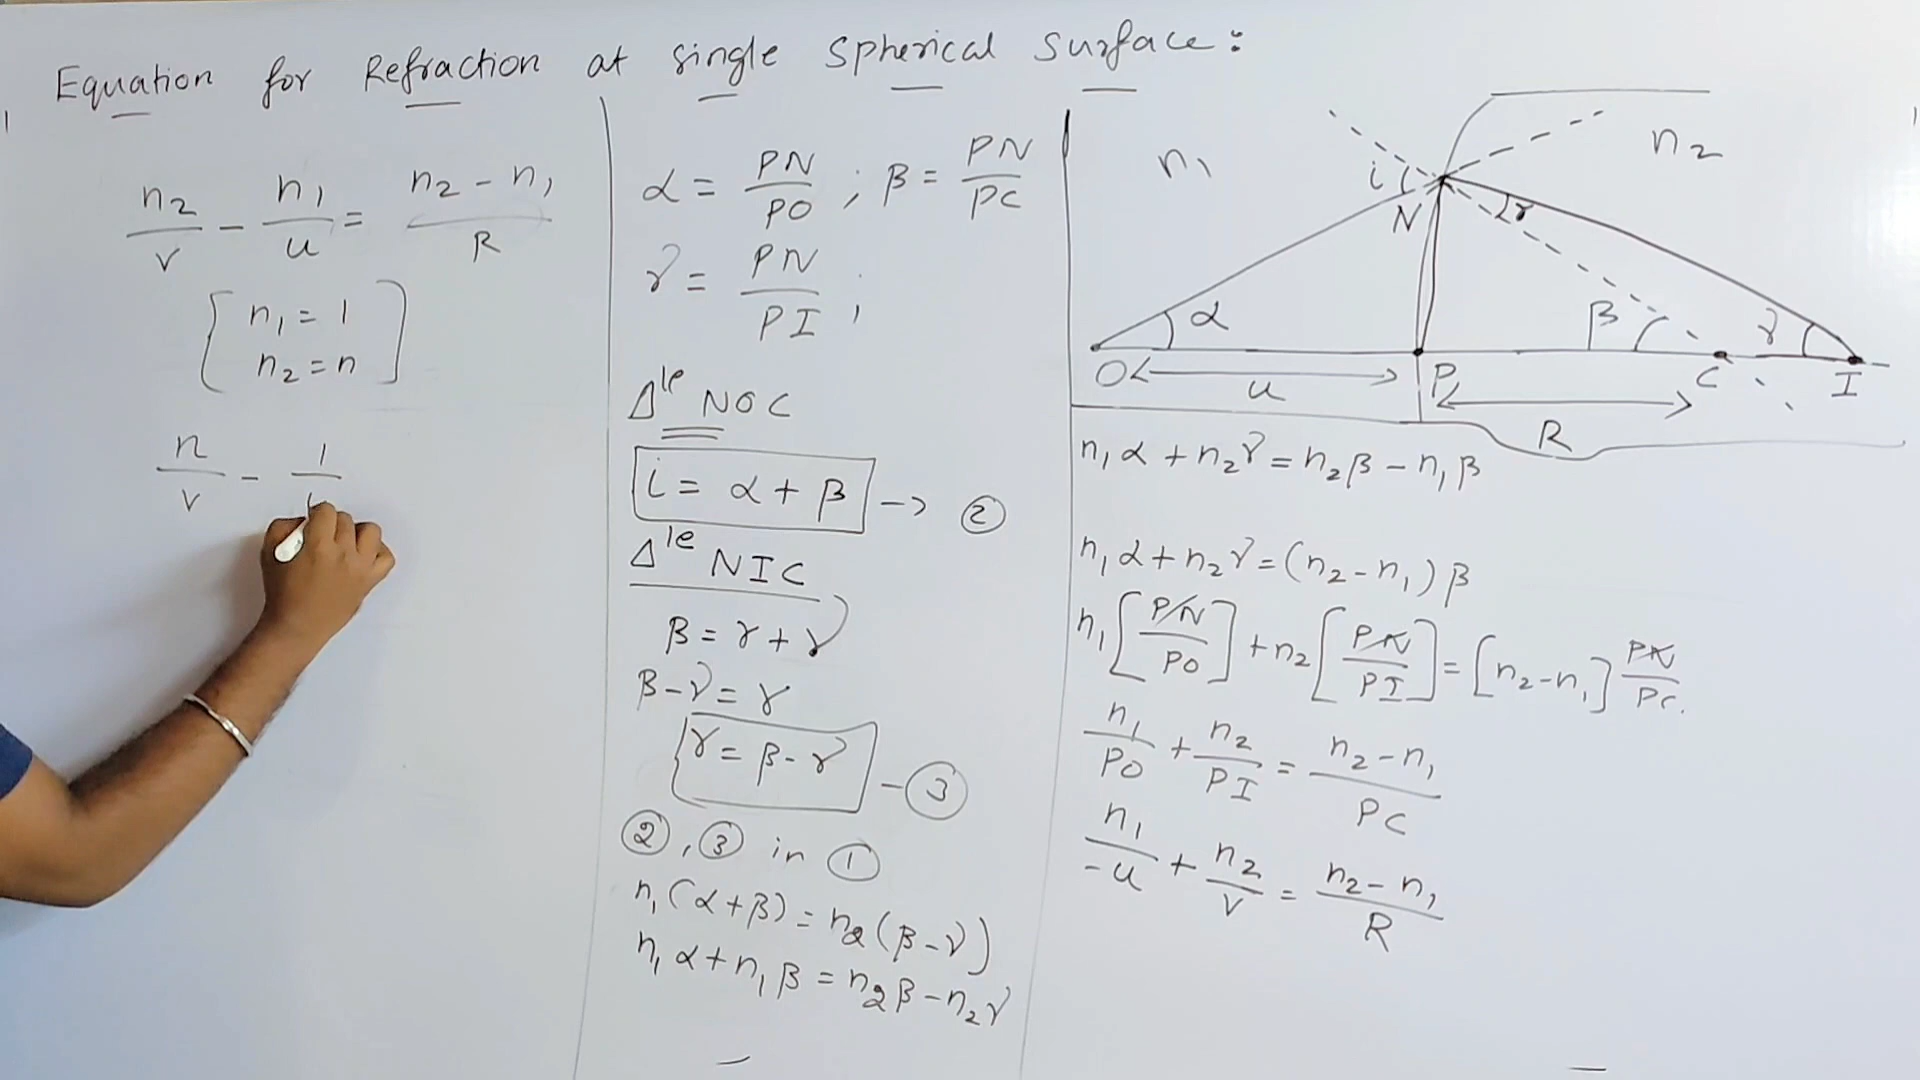 Equation for Refraction at single spherical surface:
n₂/v - n₁/u = n₂ - n₁/R
[n₁ = 1
n₂ = n]
n/v - 1/
α = PN/PO ; β = PN/PC
γ = PN/PI ;
Δle NOC
i = α + β -> ②
Δle NIC
β = r + γ
β - γ = r
r = β - γ - ③
②, ③ in ①
n₁(α + β) = n₂(β - γ)
n₁α + n₁β = n₂β - n₂γ
n₁
n₂
i
N
r
α
β
γ
O
u
P
C
I
R
n₁α + n₂γ = n₂β - n₁β
n₁α + n₂γ = (n₂ - n₁)β
n₁[PN/PO] + n₂[PN/PI] = [n₂ - n₁] PN/PC.
n₁/PO + n₂/PI = n₂ - n₁/PC
n₁/-u + n₂/v = n₂ - n₁/R